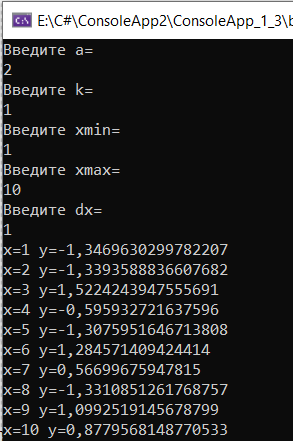 E:\C#\ConsoleApp2\ConsoleApp_1_3\b
Введите a=
2
Введите k=
1
Введите xmin=
1
Введите xmax=
10
Введите dx=
1
x=1 y=-1,3469630299782207
x=2 y=-1,3393588836607682
x=3 y=1,5224243947555691
x=4 y=-0,595932721637596
x=5 y=-1,3075951646713808
x=6 y=1,284571409424414
x=7 y=0,56699675947815
x=8 y=-1,3310851261768757
x=9 y=1,0992519145678799
x=10 y=0,8779568148770533